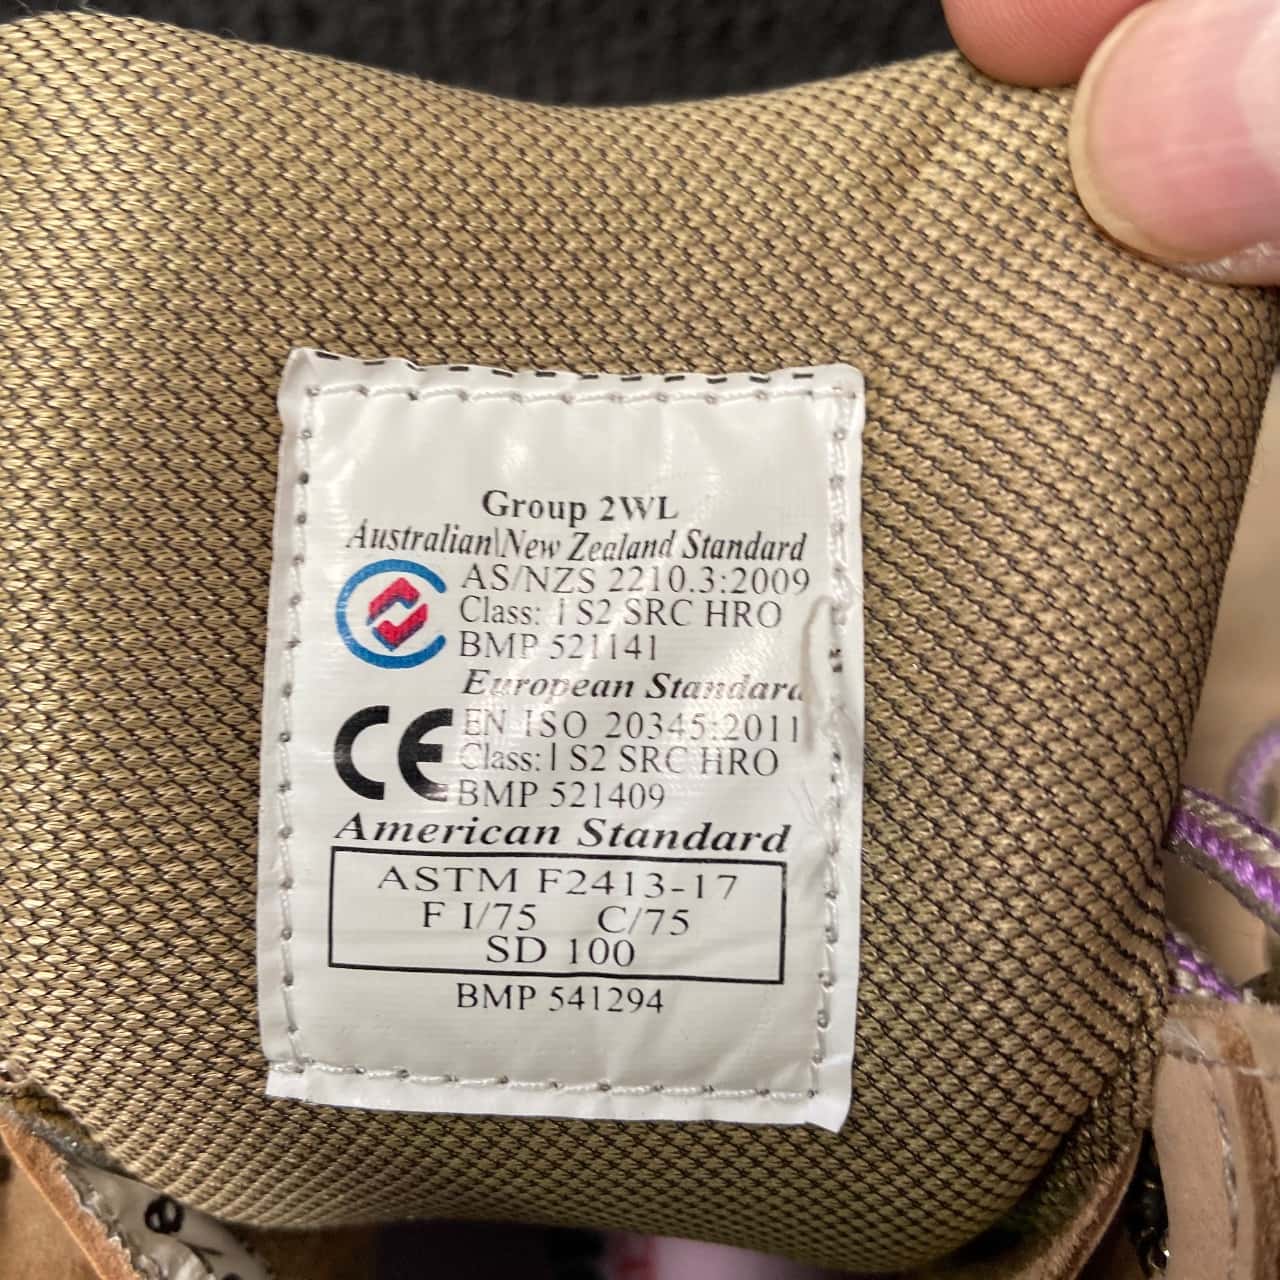 Group 2WL
Australian\New Zealand Standard
AS/NZS 2210.3:2009
Class: I S2 SRC HRO
BMP 521141
European Standard
CE
EN ISO 20345:2011
Class: I S2 SRC HRO
BMP 521409
American Standard
ASTM F2413-17
F I/75 C/75
SD 100
BMP 541294